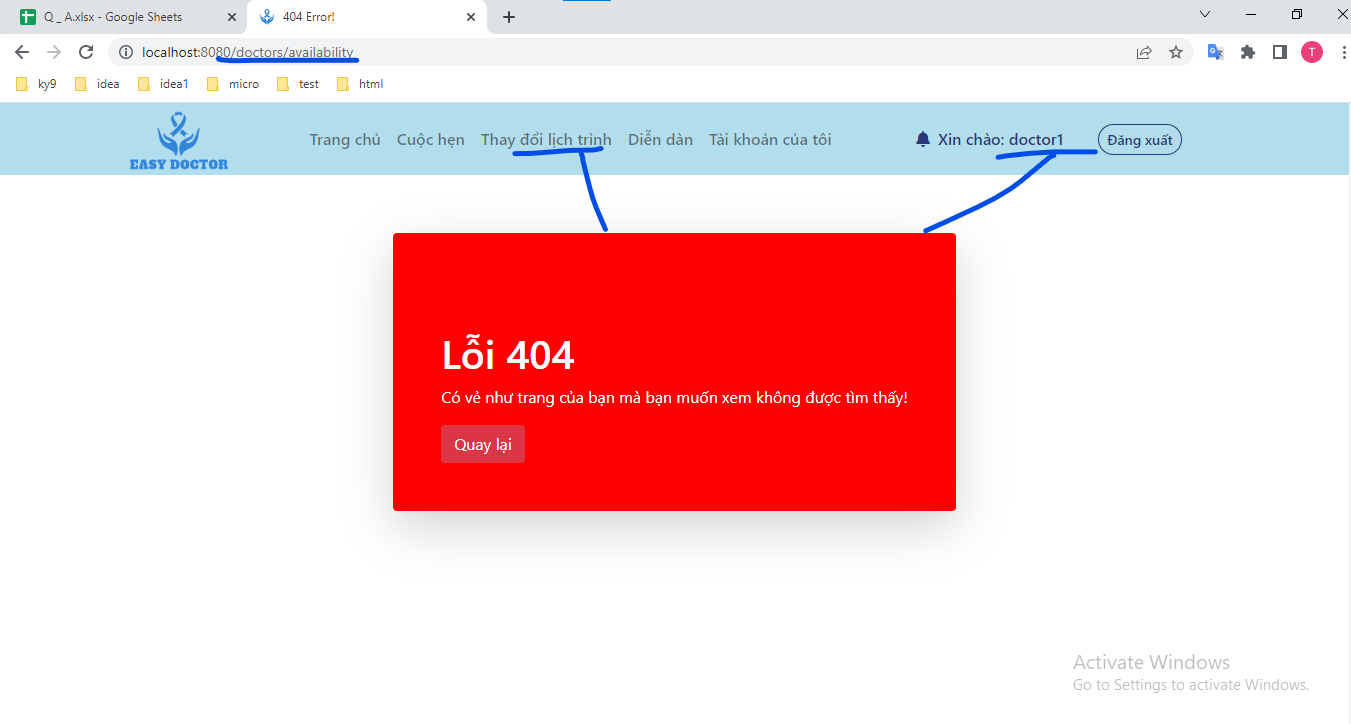 Q _ A.xlsx - Google Sheets
404 Error!
localhost:8080/doctors/availability
T
ky9 idea idea1 micro test html
EASY DOCTOR
Trang chủ Cuộc hẹn Thay đổi lịch trình Diễn dàn Tài khoản của tôi Xin chào: doctor1 Đăng xuất
Lỗi 404
Có vẻ như trang của bạn mà bạn muốn xem không được tìm thấy!
Quay lại
Activate Windows
Go to Settings to activate Windows.